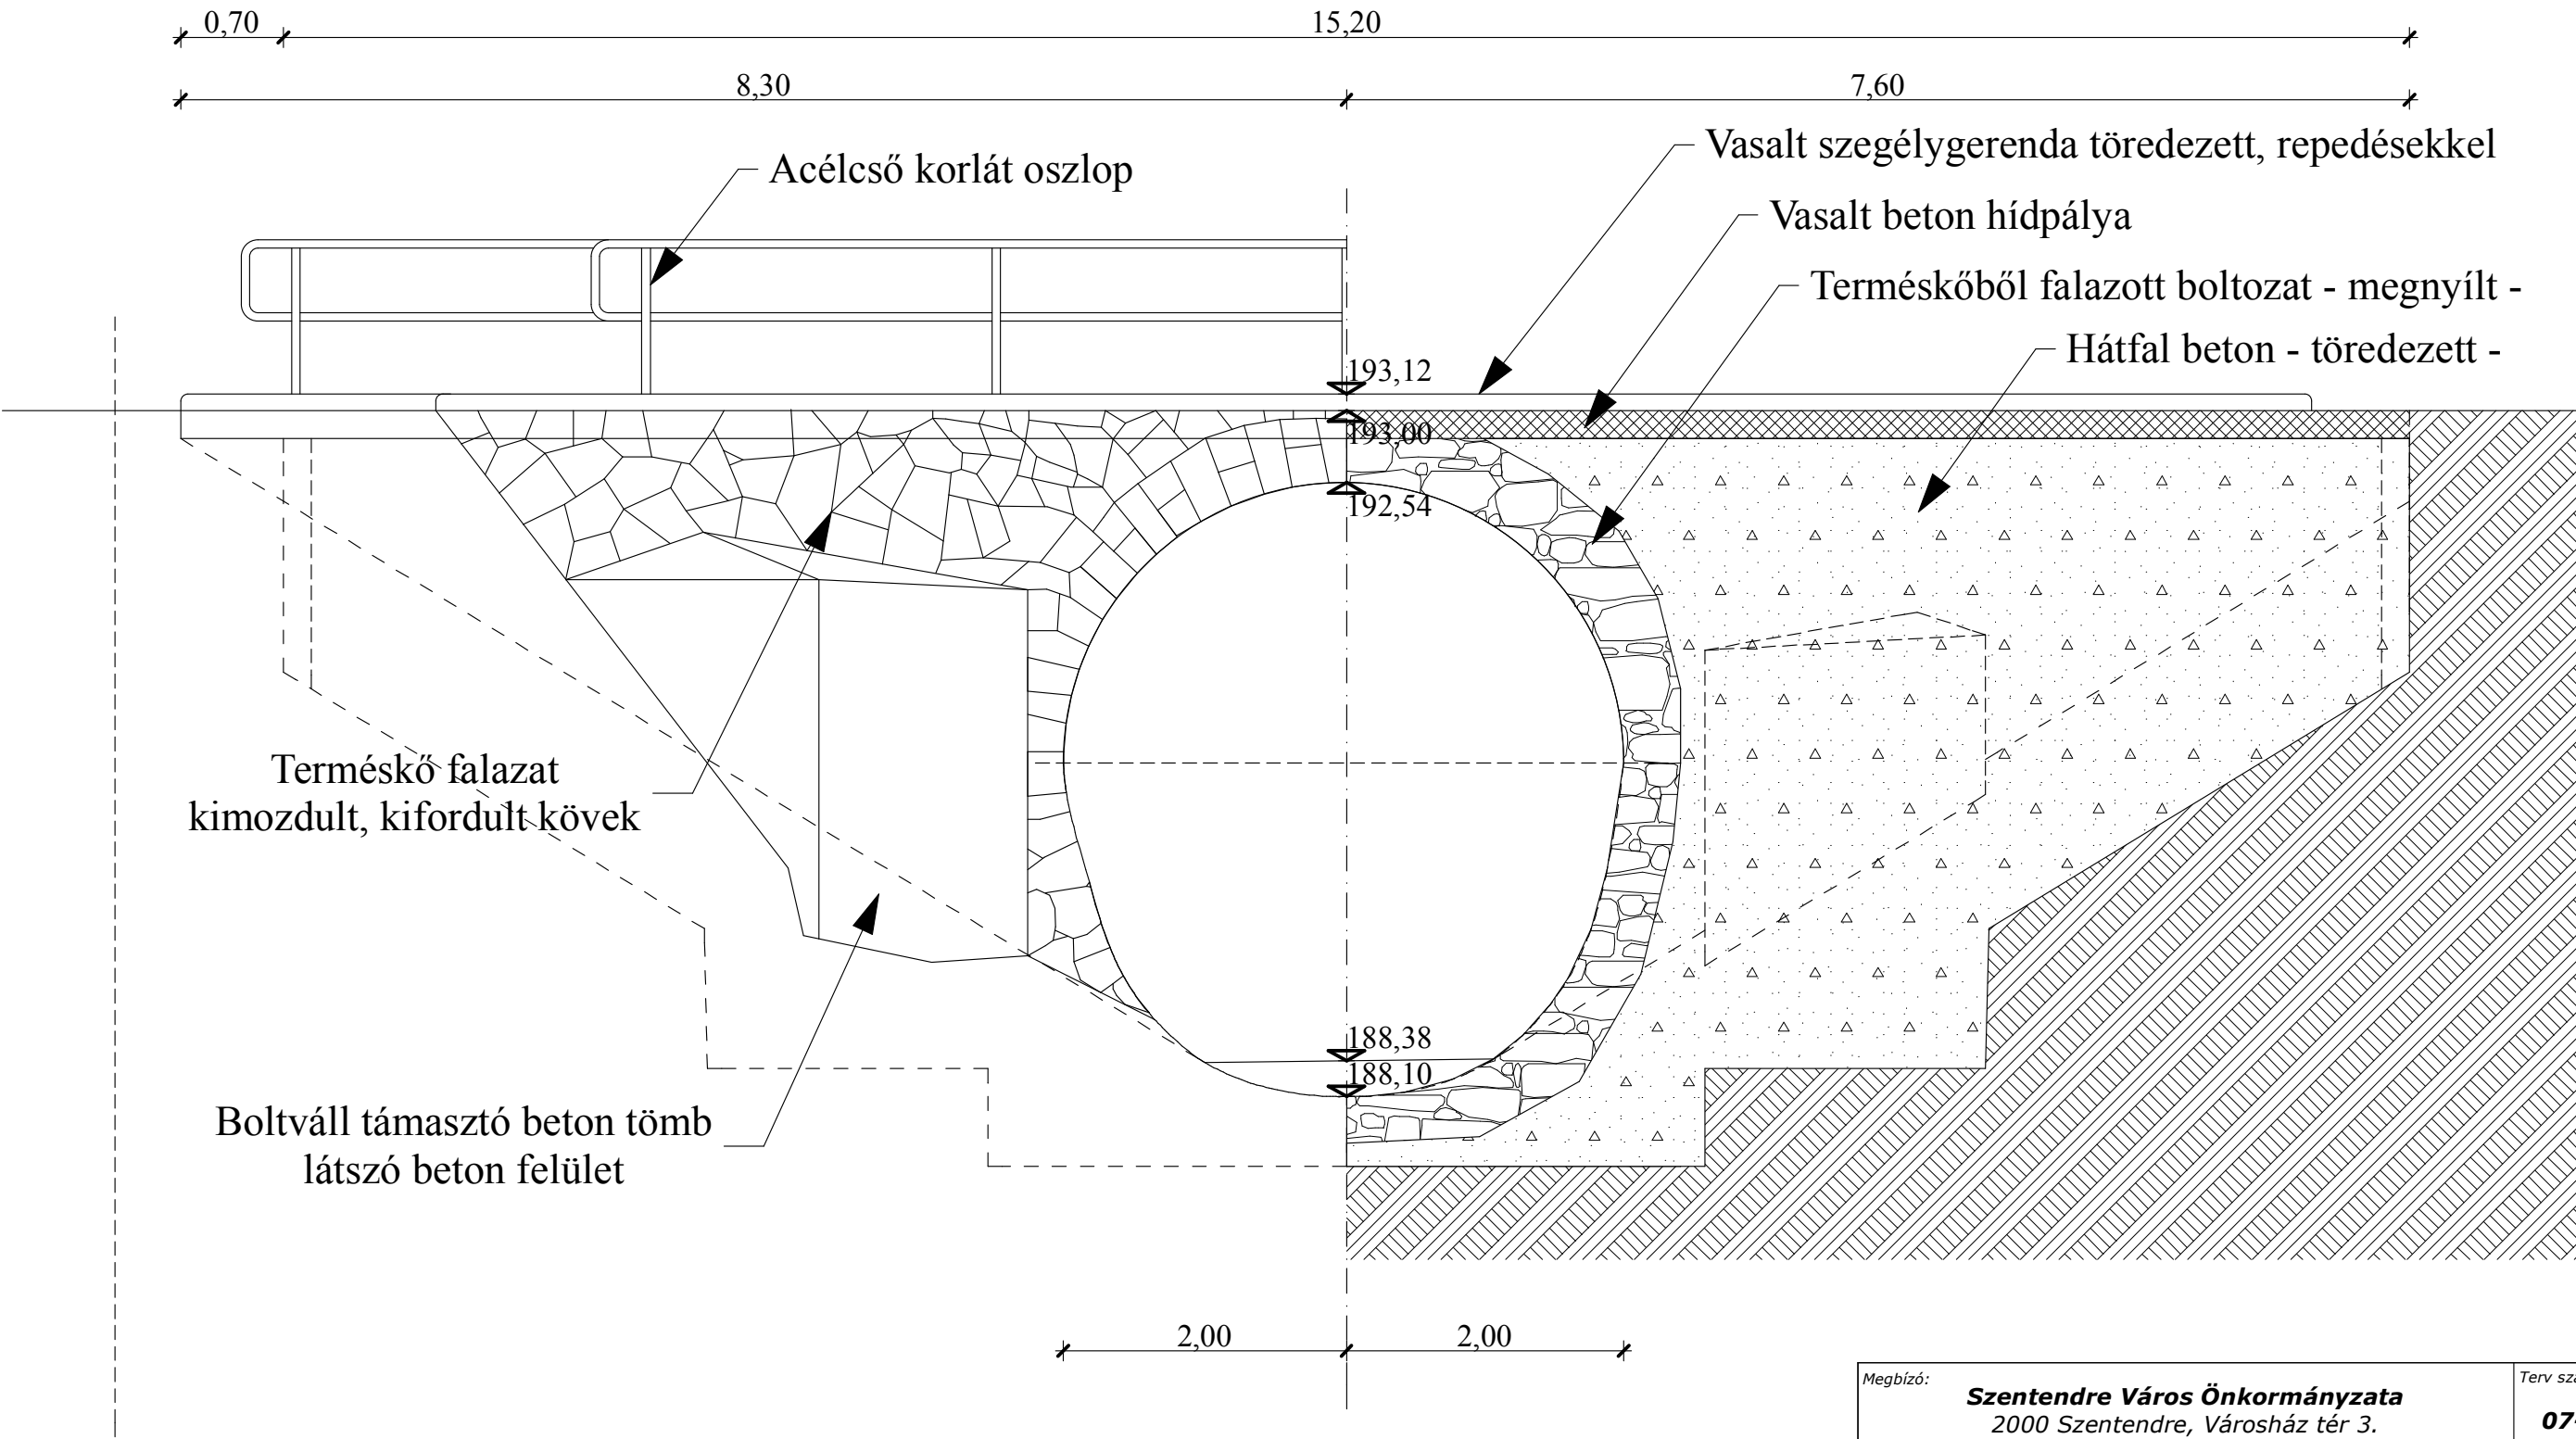 0,70
15,20
8,30
7,60
Vasalt szegélygerenda töredezett, repedésekkel
Acélcső korlát oszlop
Vasalt beton hídpálya
Terméskőből falazott boltozat - megnyílt -
Hátfal beton - töredezett -
193,12
193,00
192,54
Terméskő falazat
kimozdult, kifordult kövek
188,38
188,10
Boltváll támasztó beton tömb
látszó beton felület
2,00
2,00
Megbízó:
Szentendre Város Önkormányzata
2000 Szentendre, Városház tér 3.
Terv